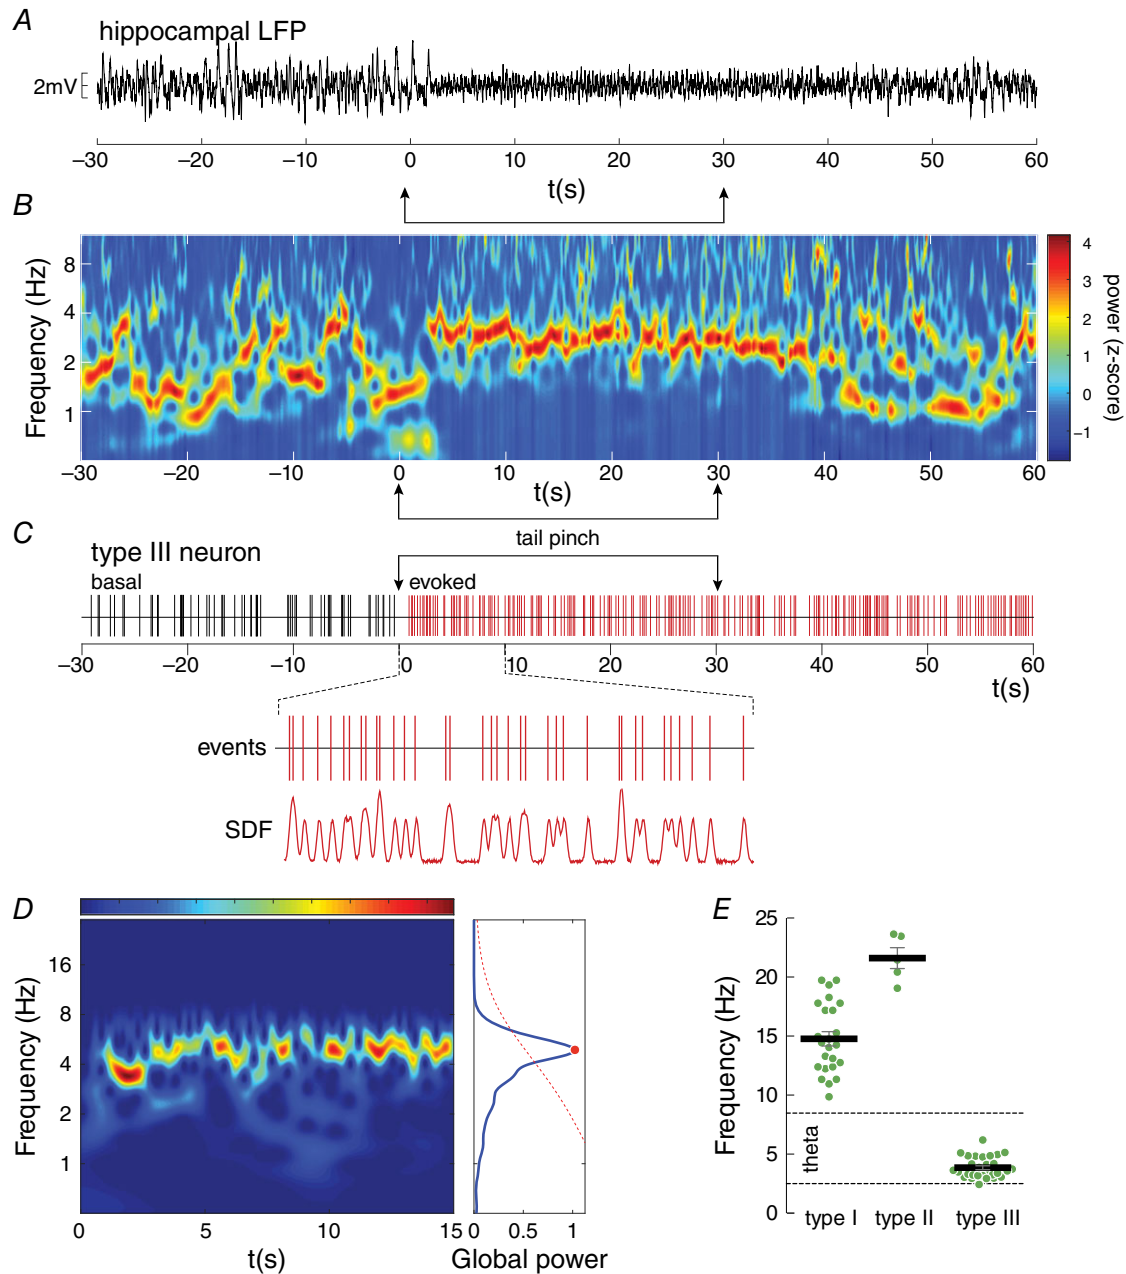 A
hippocampal LFP
2mV
–30 –20 –10 0 10 20 30 40 50 60
t(s)
B
Frequency (Hz)
8
4
2
1
–30 –20 –10 0 10 20 30 40 50 60
t(s)
4
3
2
1
0
–1
power (z-score)
tail pinch
C
type III neuron
basal
evoked
–30 –20 –10 0 10 20 30 40 50 60
t(s)
events
SDF
D
Frequency (Hz)
16
8
4
2
1
0 5 10 15
t(s)
0 0.5 1
Global power
E
Frequency (Hz)
25
20
15
10
5
0
theta
type I type II type III